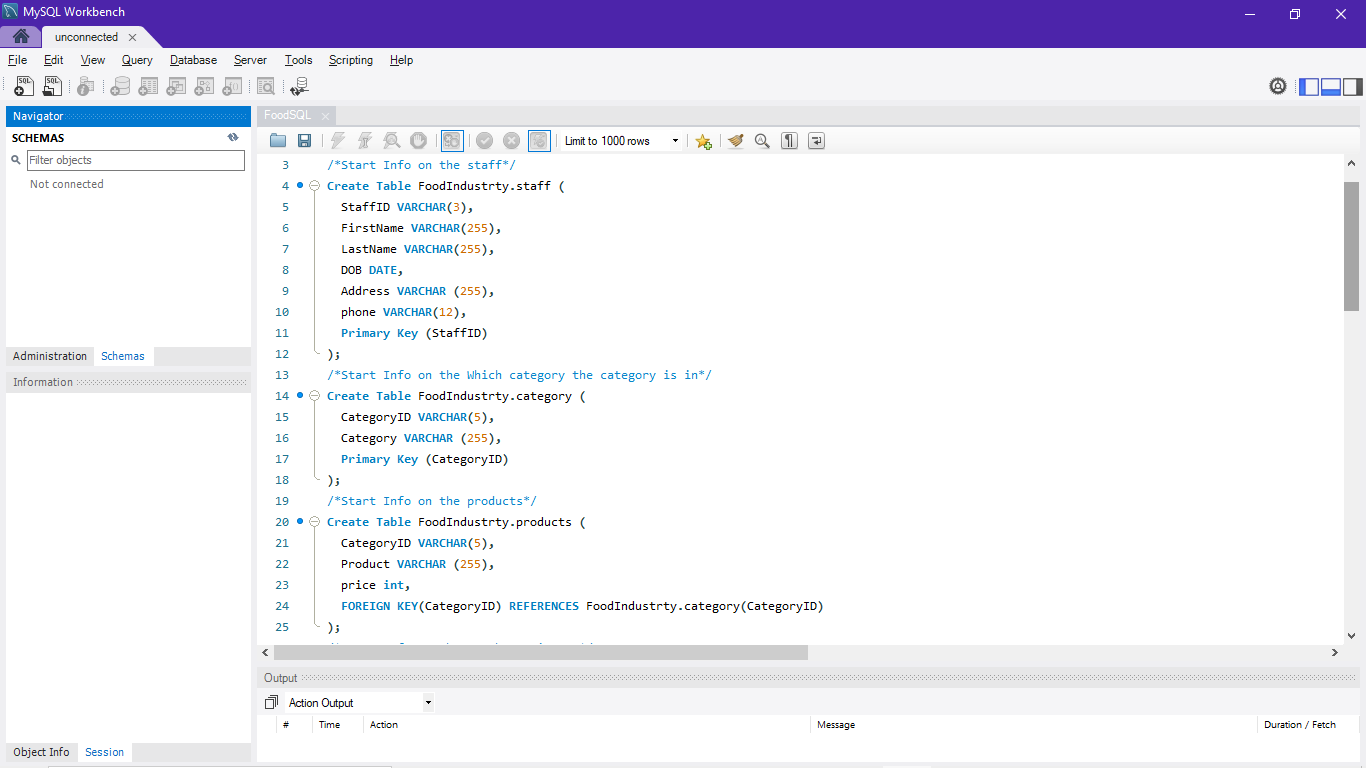 MySQL Workbench
unconnected
File Edit View Query Database Server Tools Scripting Help
Navigator
SCHEMAS
Filter objects
Not connected
Administration Schemas
Information
Object Info Session
FoodSQL
Limit to 1000 rows
3 /*Start Info on the staff*/
4 Create Table FoodIndustrty.staff (
5 StaffID VARCHAR(3),
6 FirstName VARCHAR(255),
7 LastName VARCHAR(255),
8 DOB DATE,
9 Address VARCHAR (255),
10 phone VARCHAR(12),
11 Primary Key (StaffID)
12 );
13 /*Start Info on the Which category the category is in*/
14 Create Table FoodIndustrty.category (
15 CategoryID VARCHAR(5),
16 Category VARCHAR (255),
17 Primary Key (CategoryID)
18 );
19 /*Start Info on the products*/
20 Create Table FoodIndustrty.products (
21 CategoryID VARCHAR(5),
22 Product VARCHAR (255),
23 price int,
24 FOREIGN KEY(CategoryID) REFERENCES FoodIndustrty.category(CategoryID)
25 );
Output
Action Output
# Time Action Message Duration / Fetch